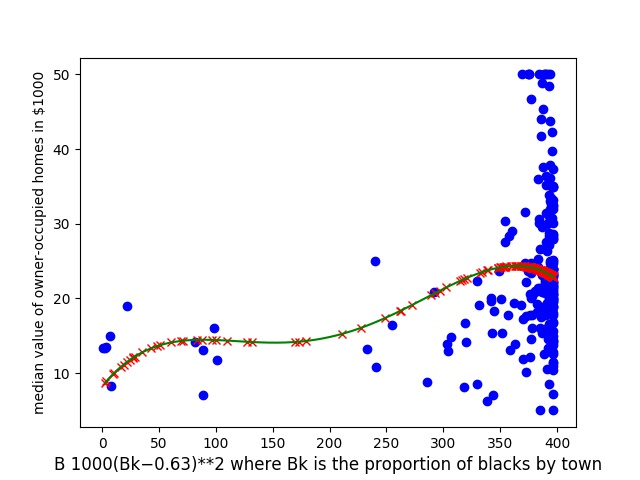 50
40
30
20
10
median value of owner-occupied homes in $1000
0 50 100 150 200 250 300 350 400
B 1000(Bk−0.63)**2 where Bk is the proportion of blacks by town